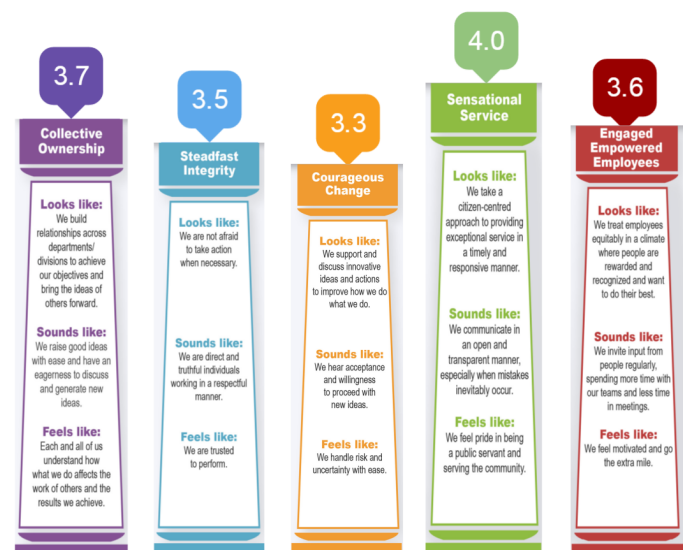 3.7
Collective
Ownership
Looks like:
We build
relationships across
departments/
divisions to achieve
our objectives and
bring the ideas of
others forward.
Sounds like:
We raise good ideas
with ease and have an
eagerness to discuss
and generate new
ideas.
Feels like:
Each and all of us
understand how
what we do affects the
work of others and the
results we achieve.
3.5
Steadfast
Integrity
Looks like:
We are not afraid
to take action
when necessary.
Sounds like:
We are direct and
truthful individuals
working in a respectful
manner.
Feels like:
We are trusted
to perform.
3.3
Courageous
Change
Looks like:
We support and
discuss innovative
ideas and actions
to improve how we do
what we do.
Sounds like:
We hear acceptance
and willingness
to proceed with
new ideas.
Feels like:
We handle risk and
uncertainty with ease.
4.0
Sensational
Service
Looks like:
We take a
citizen-centred
approach to providing
exceptional service in
a timely and
responsive manner.
Sounds like:
We communicate in
an open and
transparent manner,
especially when mistakes
inevitably occur.
Feels like:
We feel pride in being
a public servant and
serving the community.
3.6
Engaged
Empowered
Employees
Looks like:
We treat employees
equitably in a climate
where people are
rewarded and
recognized and want
to do their best.
Sounds like:
We invite input from
people regularly,
spending more time with
our teams and less time
in meetings.
Feels like:
We feel motivated and go
the extra mile.